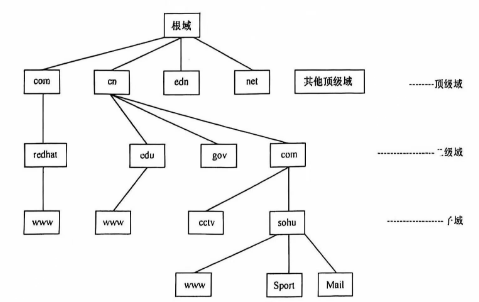 根域
com cn edn net 其他顶级域 --------顶级域
redhat edu gov com ----------------二级域
www www cctv sohu ----------------子域
www Sport Mail